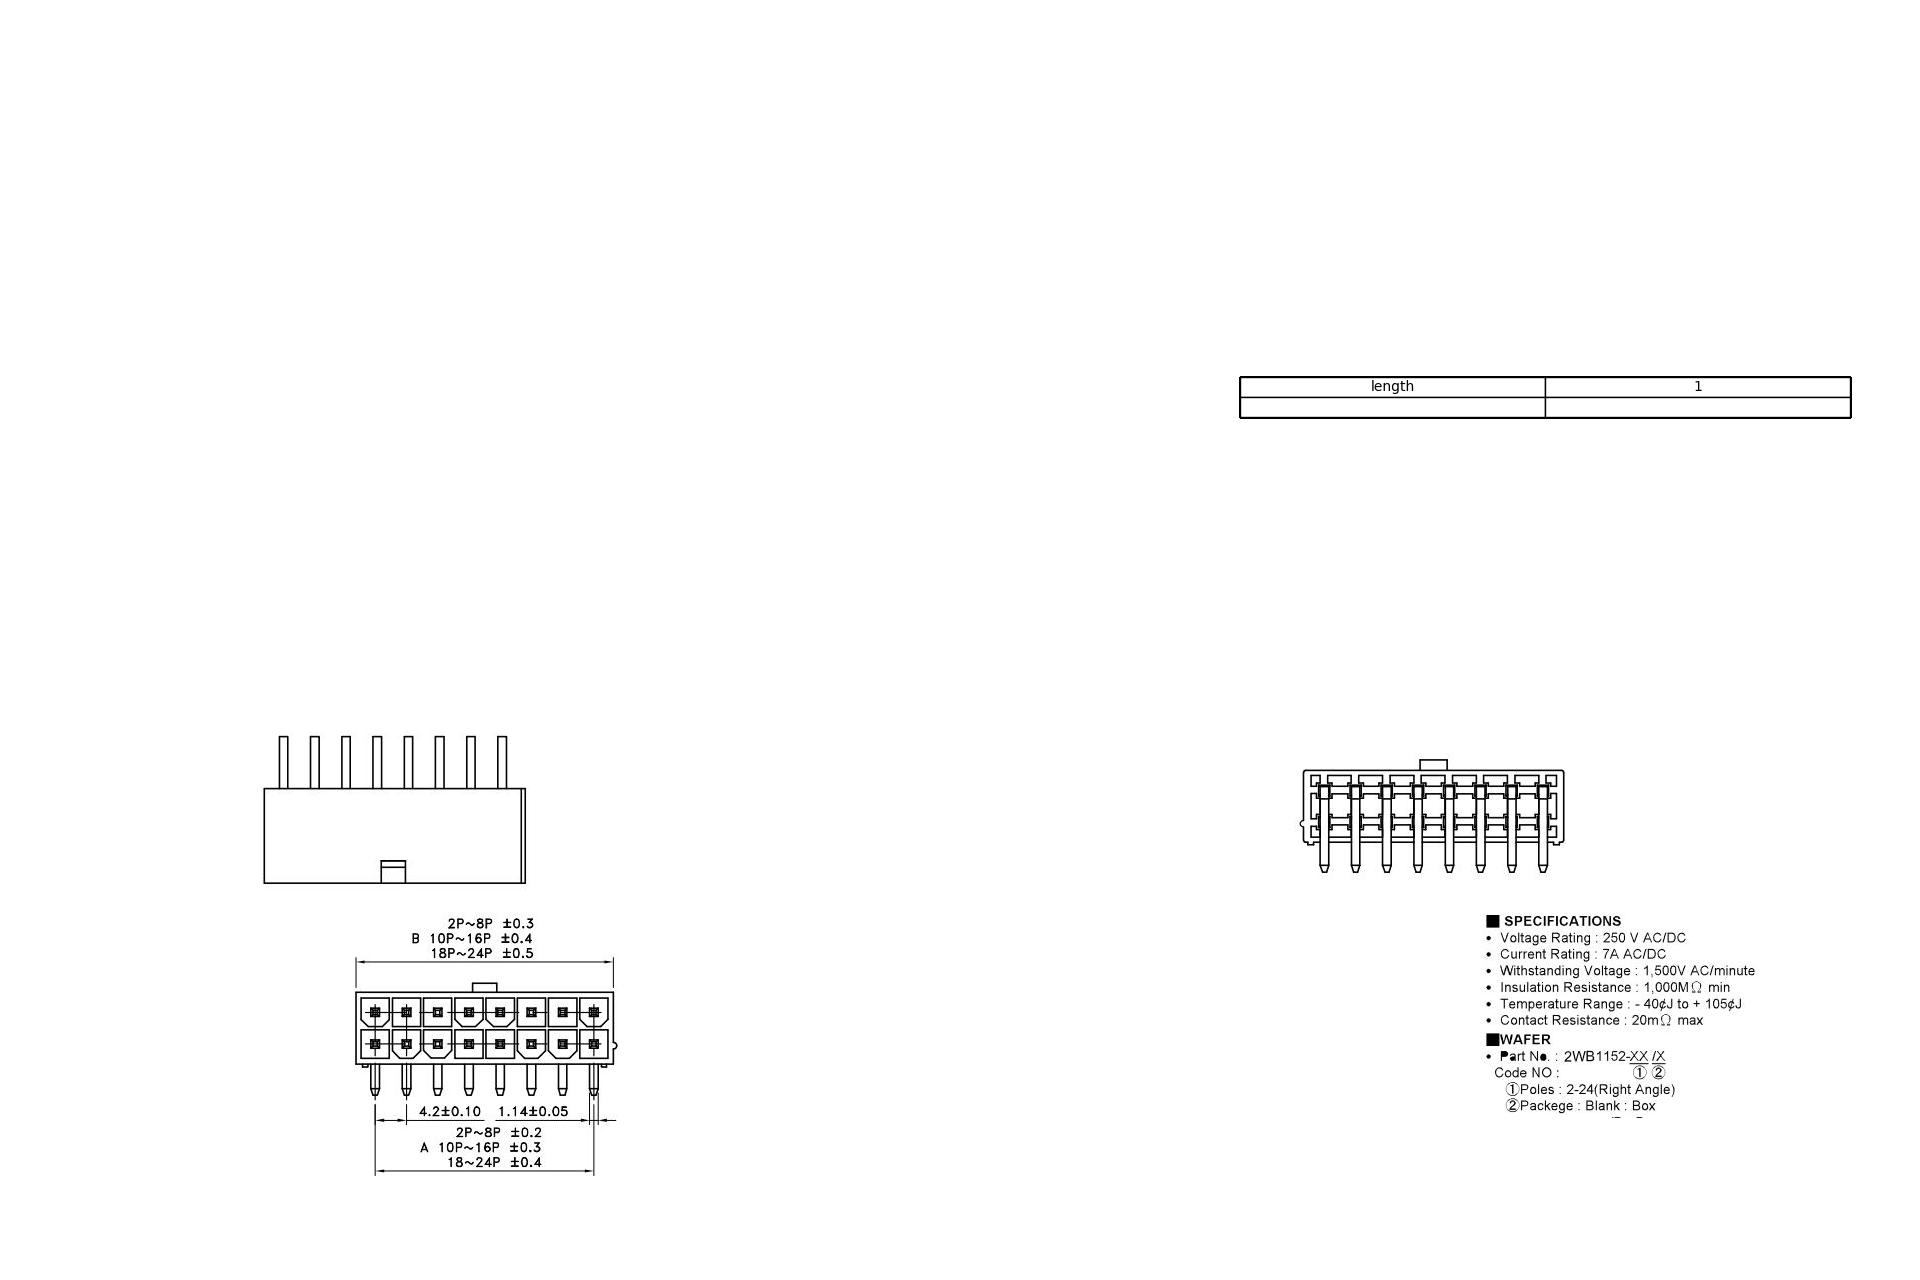 length 1
2P~8P ±0.3
B 10P~16P ±0.4
18P~24P ±0.5
4.2±0.10 1.14±0.05
2P~8P ±0.2
A 10P~16P ±0.3
18~24P ±0.4
■ SPECIFICATIONS
• Voltage Rating : 250 V AC/DC
• Current Rating : 7A AC/DC
• Withstanding Voltage : 1,500V AC/minute
• Insulation Resistance : 1,000MΩ min
• Temperature Range : - 40¢J to + 105¢J
• Contact Resistance : 20mΩ max
■WAFER
• Part No. : 2WB1152-XX /X
Code NO : ① ②
①Poles : 2-24(Right Angle)
②Packege : Blank : Box